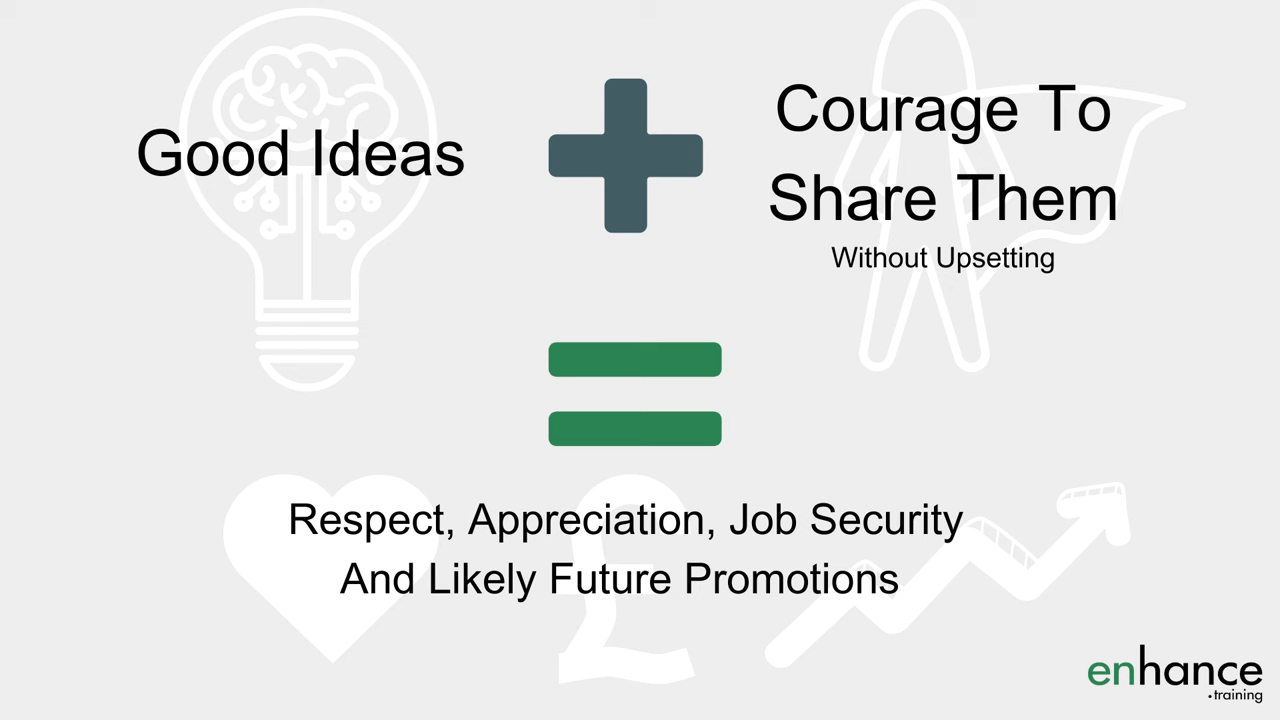 Good Ideas
Courage To
Share Them
Without Upsetting
Respect, Appreciation, Job Security
And Likely Future Promotions
enhance
.training